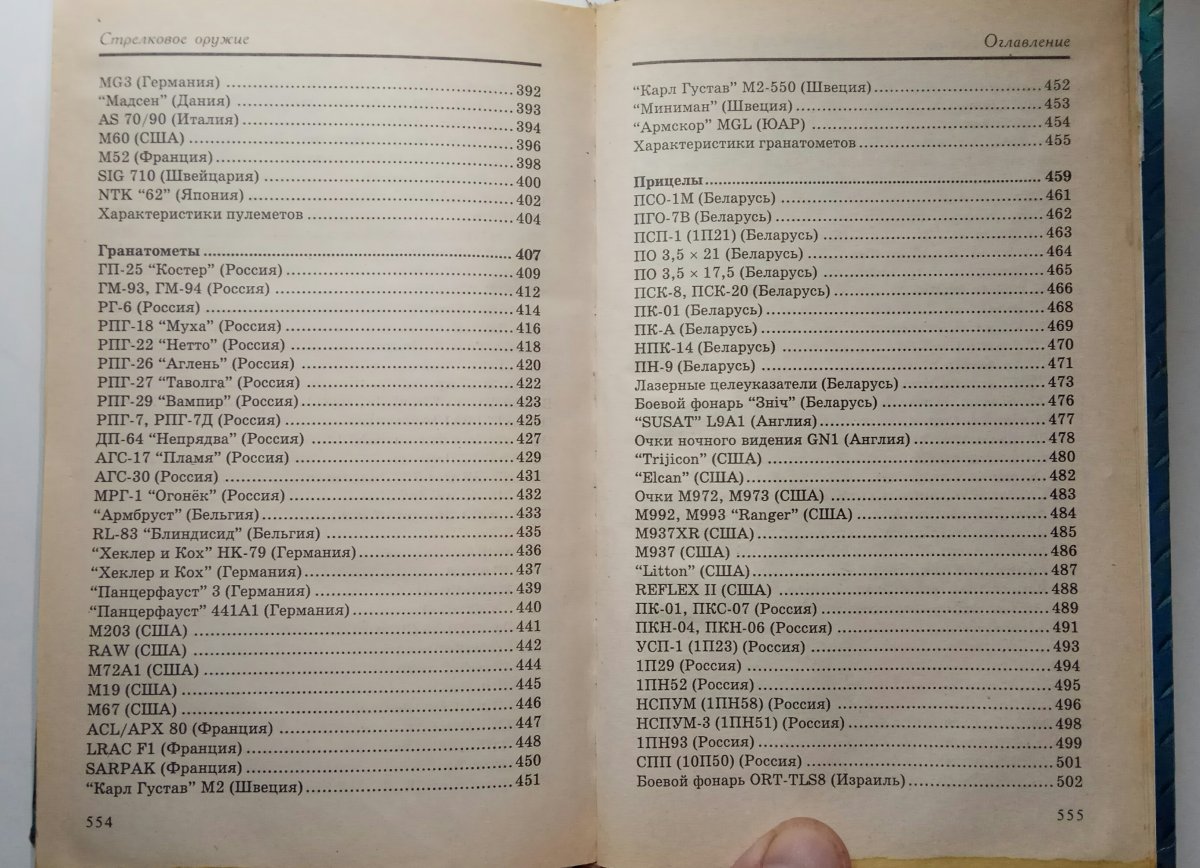 Стрелковое оружие
MG3 (Германия) 392
“Мадсен” (Дания) 393
AS 70/90 (Италия) 394
M60 (США) 396
M52 (Франция) 398
SIG 710 (Швейцария) 400
NTK “62” (Япония) 402
Характеристики пулеметов 404
Гранатометы 407
ГП-25 “Костер” (Россия) 409
ГМ-93, ГМ-94 (Россия) 412
РГ-6 (Россия) 414
РПГ-18 “Муха” (Россия) 416
РПГ-22 “Нетто” (Россия) 418
РПГ-26 “Аглень” (Россия) 420
РПГ-27 “Таволга” (Россия) 422
РПГ-29 “Вампир” (Россия) 423
РПГ-7, РПГ-7Д (Россия) 425
ДП-64 “Непрядва” (Россия) 427
АГС-17 “Пламя” (Россия) 429
АГС-30 (Россия) 431
МРГ-1 “Огонёк” (Россия) 432
“Армбруст” (Бельгия) 433
RL-83 “Блиндисид” (Бельгия) 435
“Хеклер и Кох” HK-79 (Германия) 436
“Хеклер и Кох” (Германия) 437
“Панцерфауст” 3 (Германия) 439
“Панцерфауст” 441А1 (Германия) 440
M203 (США) 441
RAW (США) 442
M72A1 (США) 444
M19 (США) 445
M67 (США) 446
ACL/APX 80 (Франция) 447
LRAC F1 (Франция) 448
SARPAK (Франция) 450
“Карл Густав” M2 (Швеция) 451
554
Оглавление
“Карл Густав” M2-550 (Швеция) 452
“Миниман” (Швеция) 453
“Армскор” MGL (ЮАР) 454
Характеристики гранатометов 455
Прицелы 459
ПСО-1М (Беларусь) 461
ПГО-7В (Беларусь) 462
ПСП-1 (1П21) (Беларусь) 463
ПО 3,5 × 21 (Беларусь) 464
ПО 3,5 × 17,5 (Беларусь) 465
ПСК-8, ПСК-20 (Беларусь) 466
ПК-01 (Беларусь) 468
ПК-А (Беларусь) 469
НПК-14 (Беларусь) 470
ПН-9 (Беларусь) 471
Лазерные целеуказатели (Беларусь) 473
Боевой фонарь “Знiч” (Беларусь) 476
“SUSAT” L9A1 (Англия) 477
Очки ночного видения GN1 (Англия) 478
“Trijicon” (США) 480
“Elcan” (США) 482
Очки M972, M973 (США) 483
M992, M993 “Ranger” (США) 484
M937XR (США) 485
M937 (США) 486
“Litton” (США) 487
REFLEX II (США) 488
ПК-01, ПКС-07 (Россия) 489
ПКН-04, ПКН-06 (Россия) 491
УСП-1 (1П23) (Россия) 493
1П29 (Россия) 494
1ПН52 (Россия) 495
НСПУМ (1ПН58) (Россия) 496
НСПУМ-3 (1ПН51) (Россия) 498
1ПН93 (Россия) 499
СПП (10П50) (Россия) 501
Боевой фонарь ORT-TLS8 (Израиль) 502
555